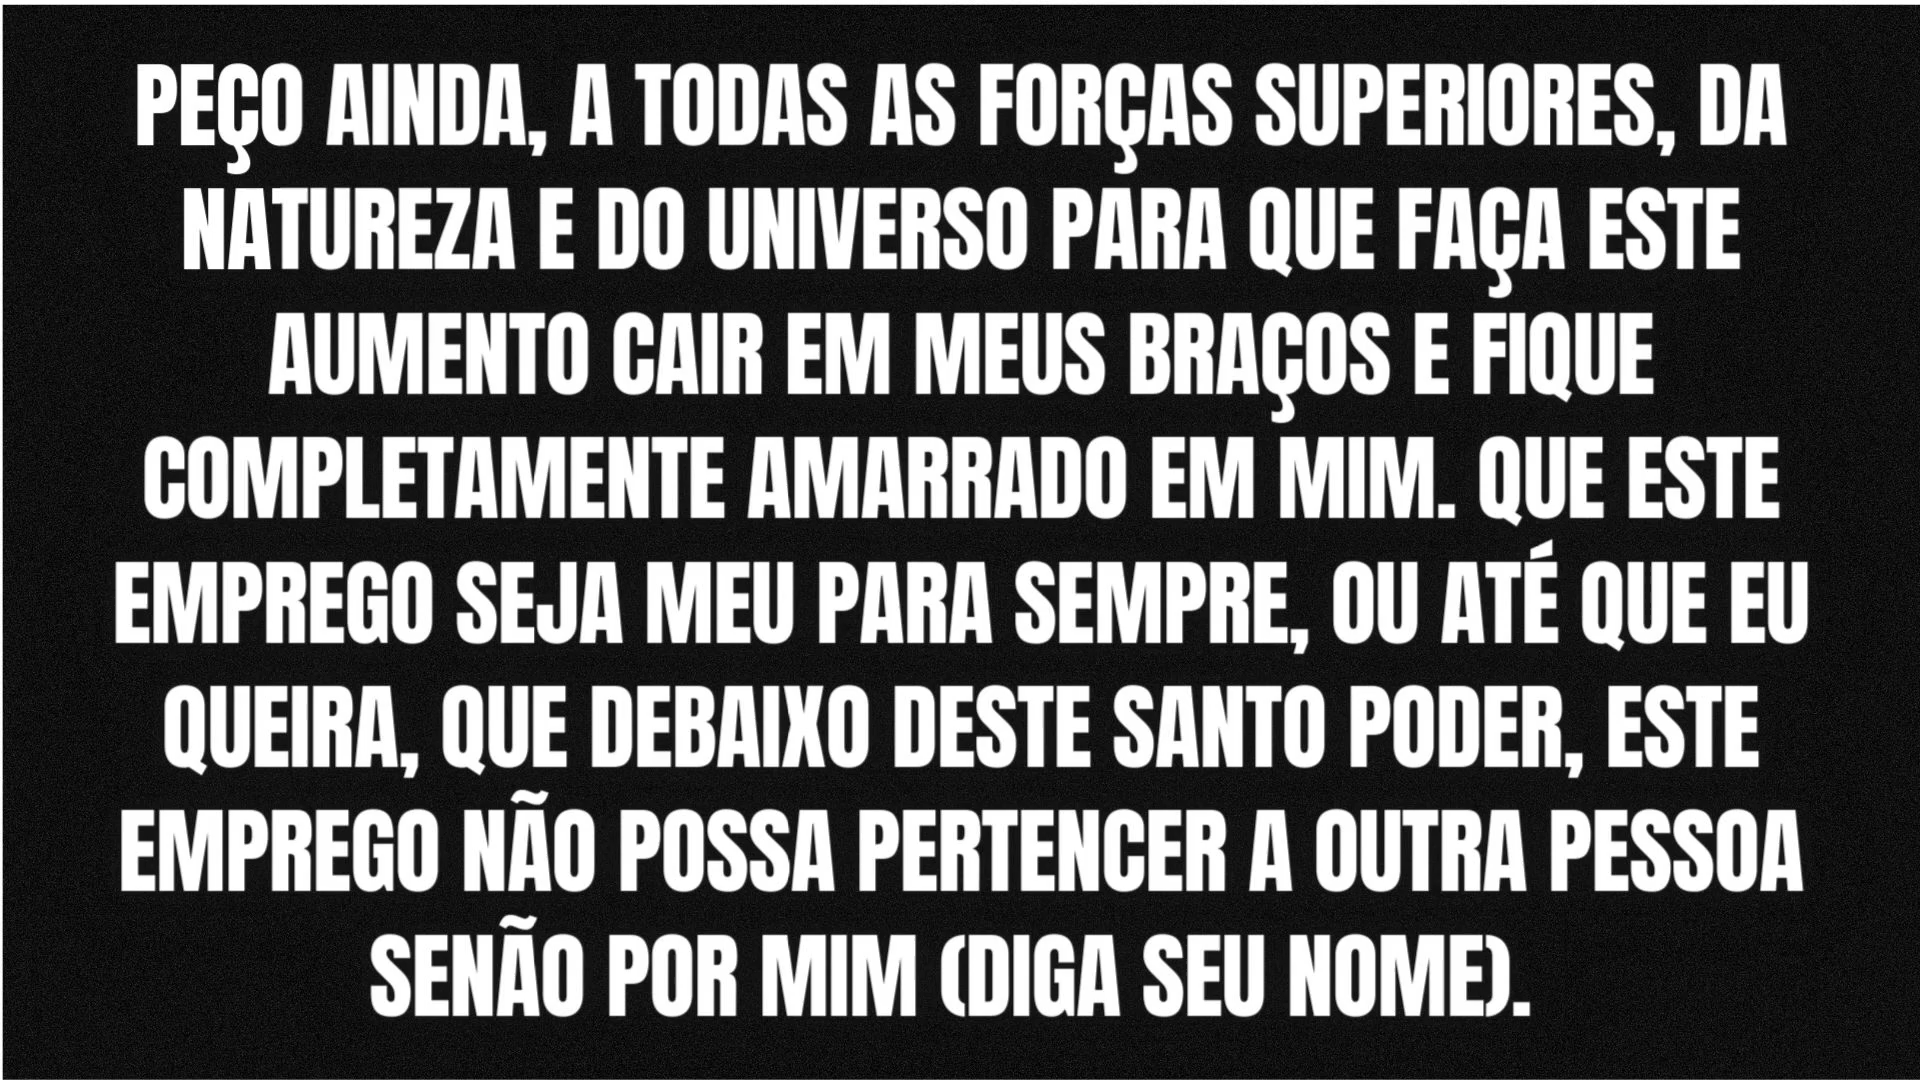 PEÇO AINDA, A TODAS AS FORÇAS SUPERIORES, DA
NATUREZA E DO UNIVERSO PARA QUE FAÇA ESTE
AUMENTO CAIR EM MEUS BRAÇOS E FIQUE
COMPLETAMENTE AMARRADO EM MIM. QUE ESTE
EMPREGO SEJA MEU PARA SEMPRE, OU ATÉ QUE EU
QUEIRA, QUE DEBAIXO DESTE SANTO PODER, ESTE
EMPREGO NÃO POSSA PERTENCER A OUTRA PESSOA
SENÃO POR MIM (DIGA SEU NOME).